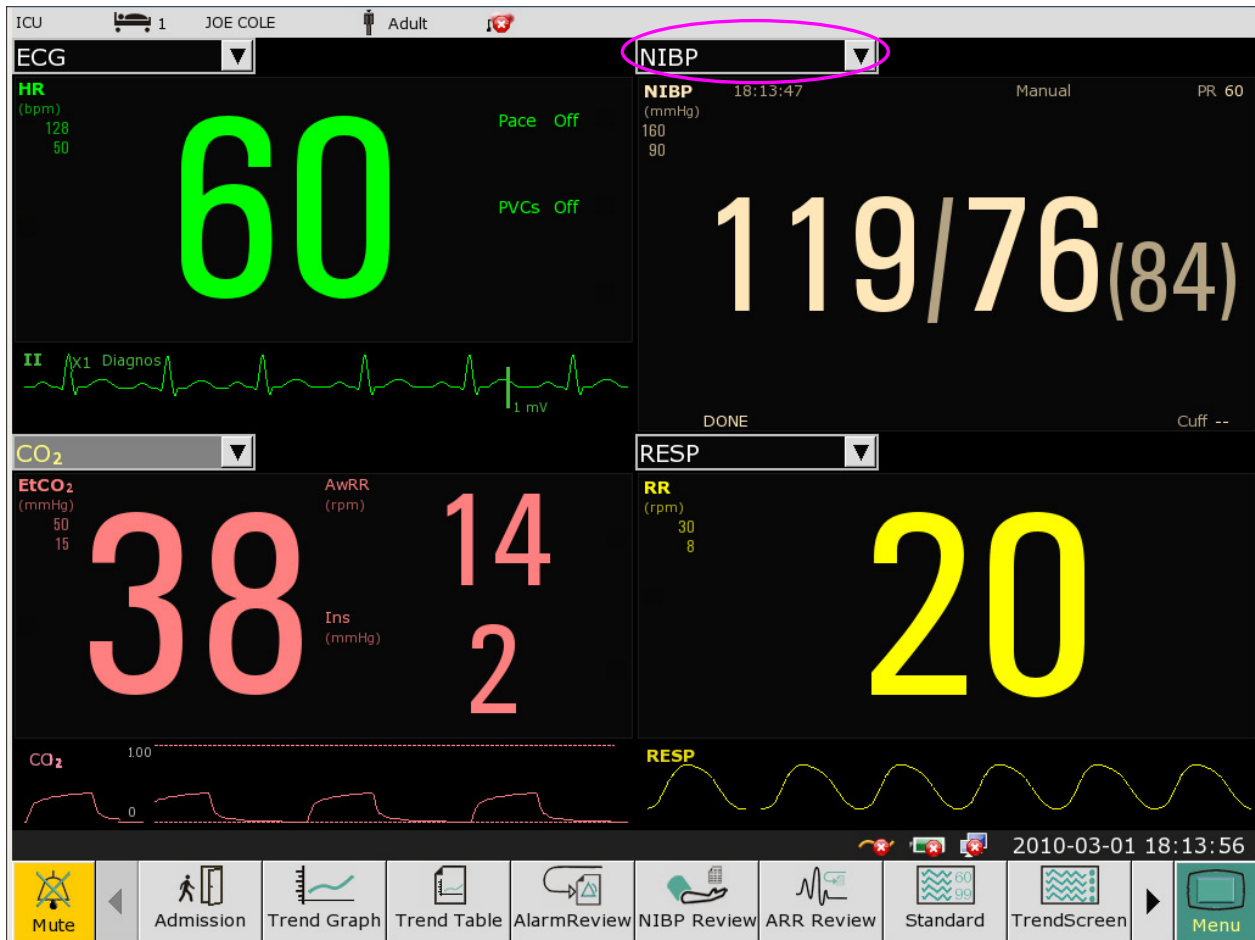 ICU 1 JOE COLE Adult
ECG
HR
(bpm)
128
50
60
Pace Off
PVCs Off
II X1 Diagnos
1 mV
NIBP
NIBP 18:13:47 Manual PR 60
(mmHg)
160
90
119/76(84)
DONE Cuff --
CO₂
EtCO₂
(mmHg)
50
15
38
AwRR
(rpm)
14
Ins
(mmHg)
2
CO₂
100
0
RESP
RR
(rpm)
30
8
20
RESP
2010-03-01 18:13:56
Mute Admission Trend Graph Trend Table AlarmReview NIBP Review ARR Review Standard TrendScreen Menu
60
99